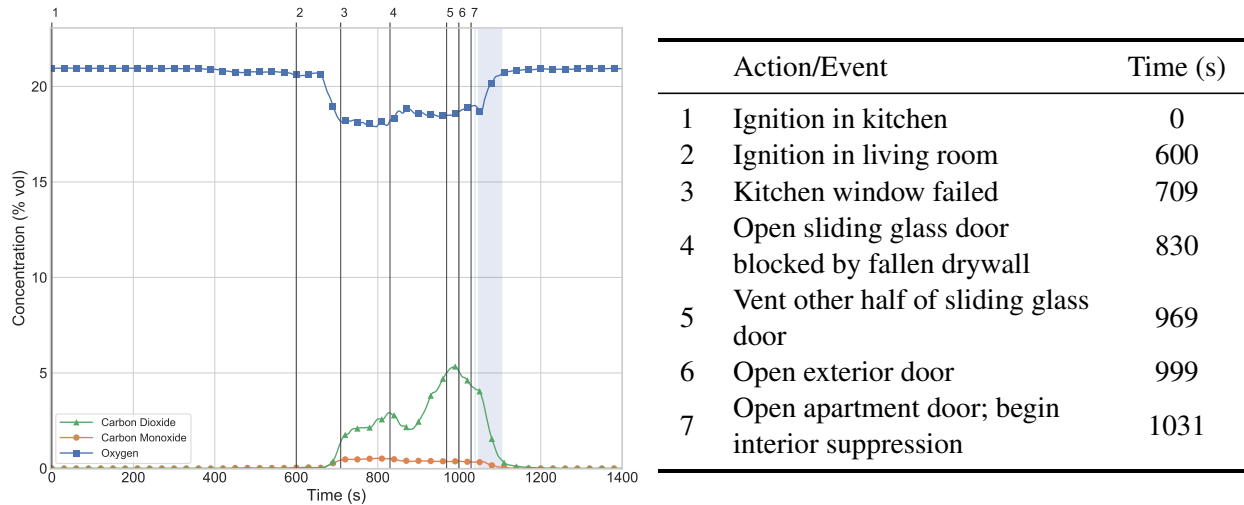 1 2 3 4 5 6 7
20
15
10
5
0
Concentration (% vol)
Carbon Dioxide
Carbon Monoxide
Oxygen
0 200 400 600 800 1000 1200 1400
Time (s)
Action/Event Time (s)
1 Ignition in kitchen 0
2 Ignition in living room 600
3 Kitchen window failed 709
Open sliding glass door
4 830
blocked by fallen drywall
Vent other half of sliding glass
5 969
door
6 Open exterior door 999
Open apartment door; begin
7 1031
interior suppression